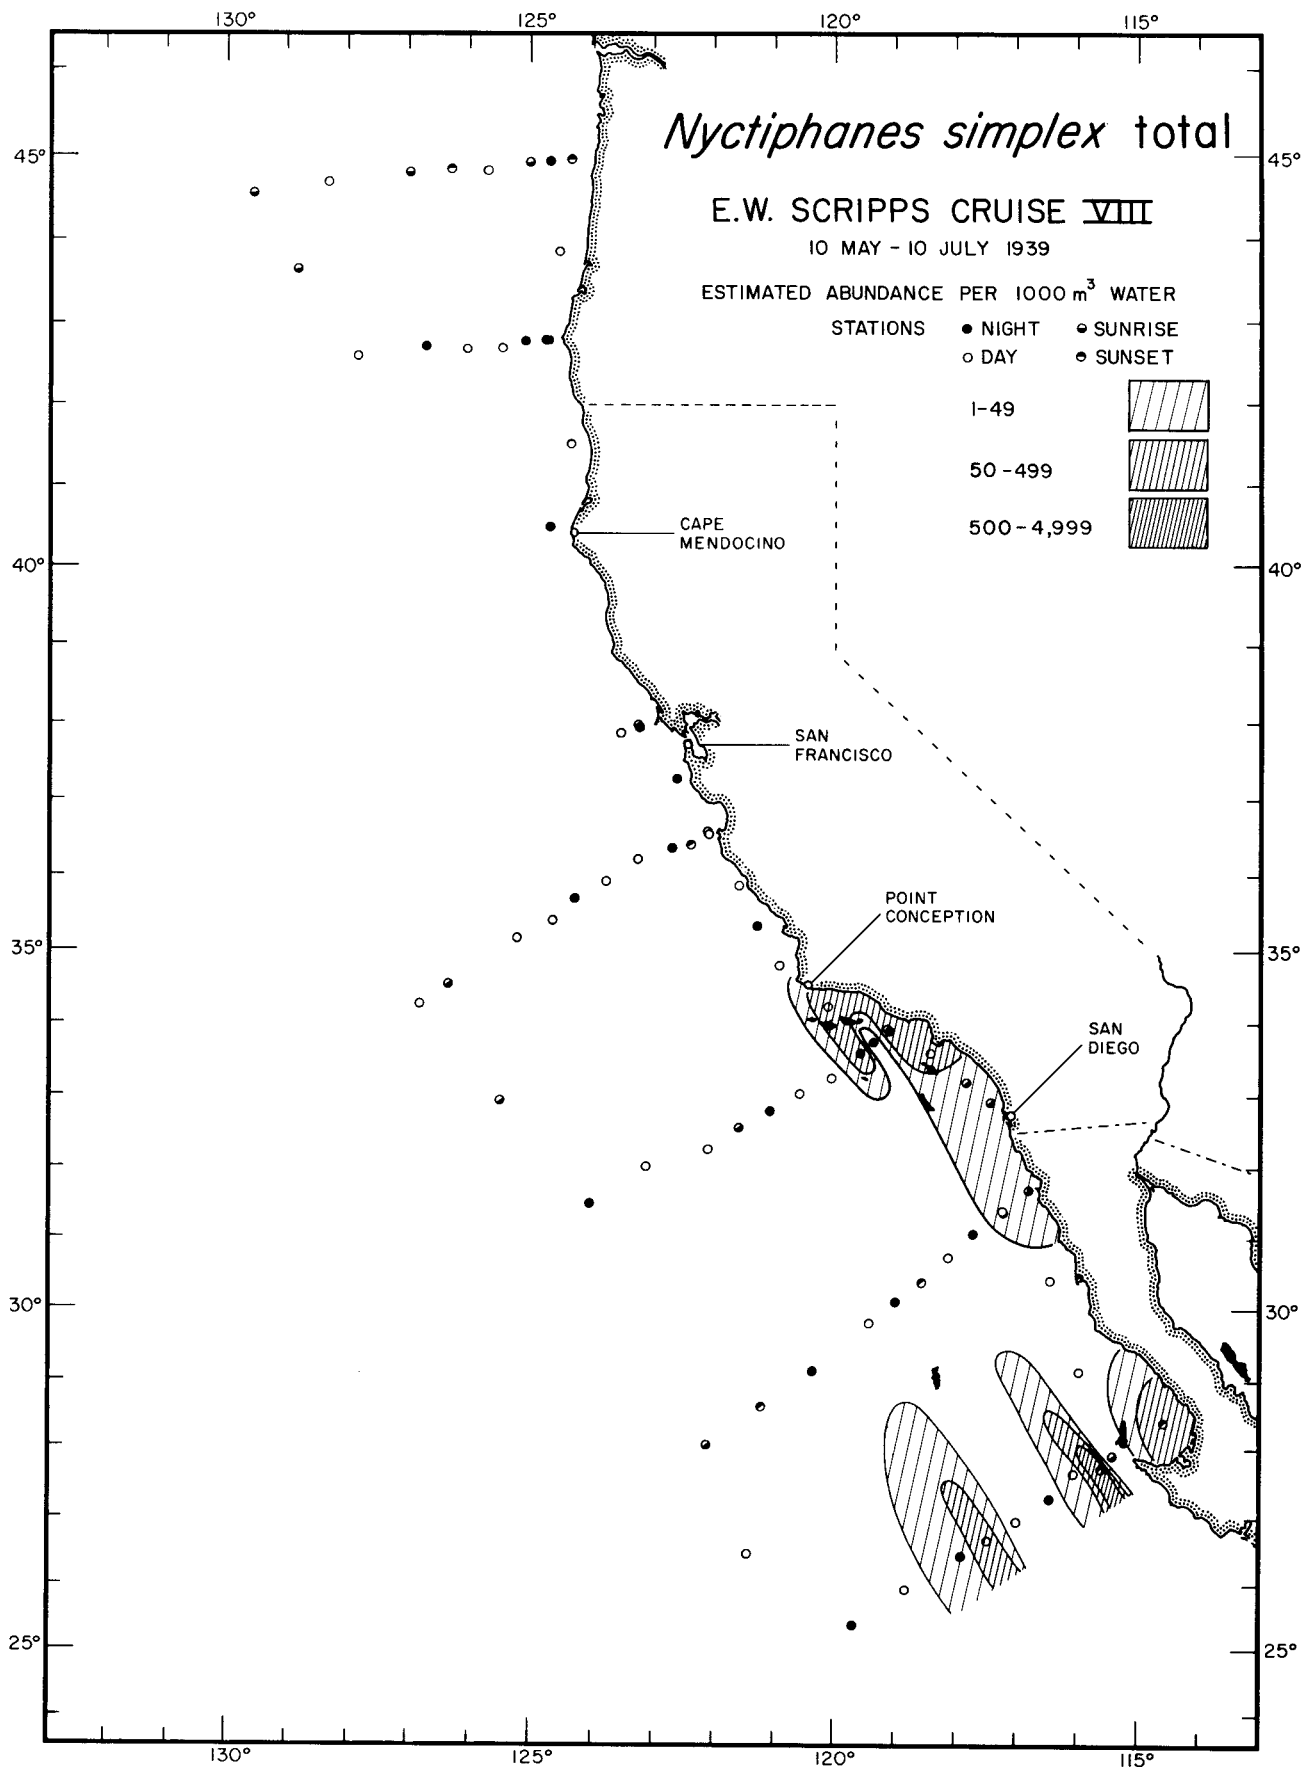 130° 125° 120° 115°
Nyctiphanes simplex total
45° 45°
E.W. SCRIPPS CRUISE VIII
10 MAY - 10 JULY 1939
ESTIMATED ABUNDANCE PER 1000 m³ WATER
STATIONS NIGHT SUNRISE
DAY SUNSET
1-49
50-499
500-4,999
CAPE
MENDOCINO
40° 40°
SAN
FRANCISCO
POINT
CONCEPTION
35° 35°
SAN
DIEGO
30° 30°
25° 25°
130° 125° 120° 115°